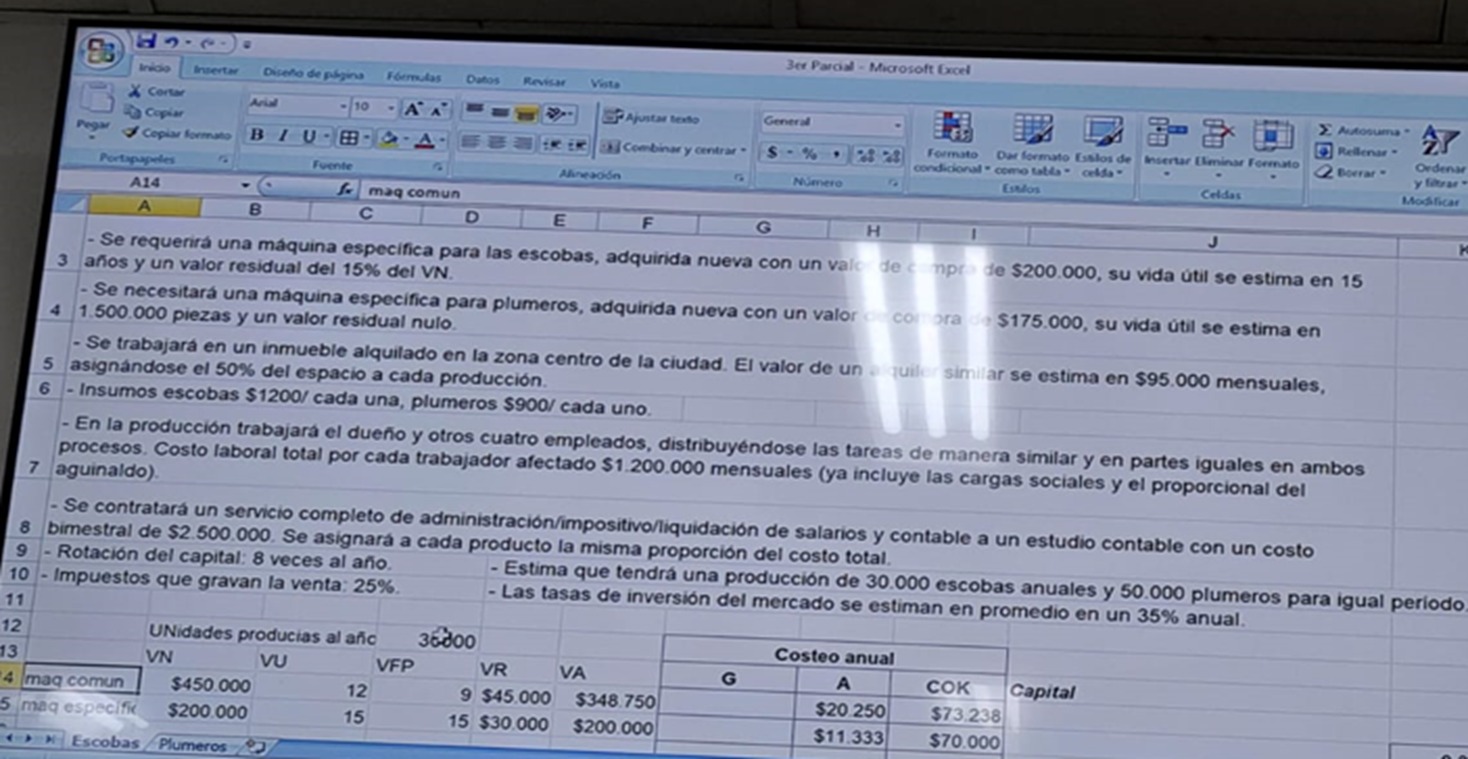 3er Parcial - Microsoft Excel
Inicio Insertar Diseño de página Fórmulas Datos Revisar Vista
Pegar Cortar Copiar Copiar formato
Arial 10 A A
N K S
Ajustar texto
Combinar y centrar
General
$ %
Formato condicional Dar formato como tabla Estilos de celda
Insertar Eliminar Formato
Σ Autosuma
Rellenar
Borrar
Ordenar y filtrar
Portapapeles Fuente Alineación Número Estilos Celdas Modificar
A14 fx maq comun
A B C D E F G H I J
3 - Se requerirá una máquina especifica para las escobas, adquirida nueva con un valor de compra de $200.000, su vida útil se estima en 15
años y un valor residual del 15% del VN.
4 - Se necesitará una máquina especifica para plumeros, adquirida nueva con un valor de compra de $175.000, su vida útil se estima en
1.500.000 piezas y un valor residual nulo.
5 - Se trabajará en un inmueble alquilado en la zona centro de la ciudad. El valor de un alquiler similar se estima en $95.000 mensuales,
asignándose el 50% del espacio a cada producción.
6 - Insumos escobas $1200/ cada una, plumeros $900/ cada uno.
7 - En la producción trabajará el dueño y otros cuatro empleados, distribuyéndose las tareas de manera similar y en partes iguales en ambos
procesos. Costo laboral total por cada trabajador afectado $1.200.000 mensuales (ya incluye las cargas sociales y el proporcional del
aguinaldo).
8 - Se contratará un servicio completo de administración/impositivo/liquidación de salarios y contable a un estudio contable con un costo
bimestral de $2.500.000. Se asignará a cada producto la misma proporción del costo total.
9 - Rotación del capital: 8 veces al año. - Estima que tendrá una producción de 30.000 escobas anuales y 50.000 plumeros para igual período.
10 - Impuestos que gravan la venta: 25%. - Las tasas de inversión del mercado se estiman en promedio en un 35% anual.
11
12 UNidades producias al año Costeo anual
13 VN VU VFP VR VA G A COK Capital
4 maq comun $450.000 12 9 $45.000 $348.750 $20.250 $73.238
5 maq especific $200.000 15 15 $30.000 $200.000 $11.333 $70.000
Escobas Plumeros